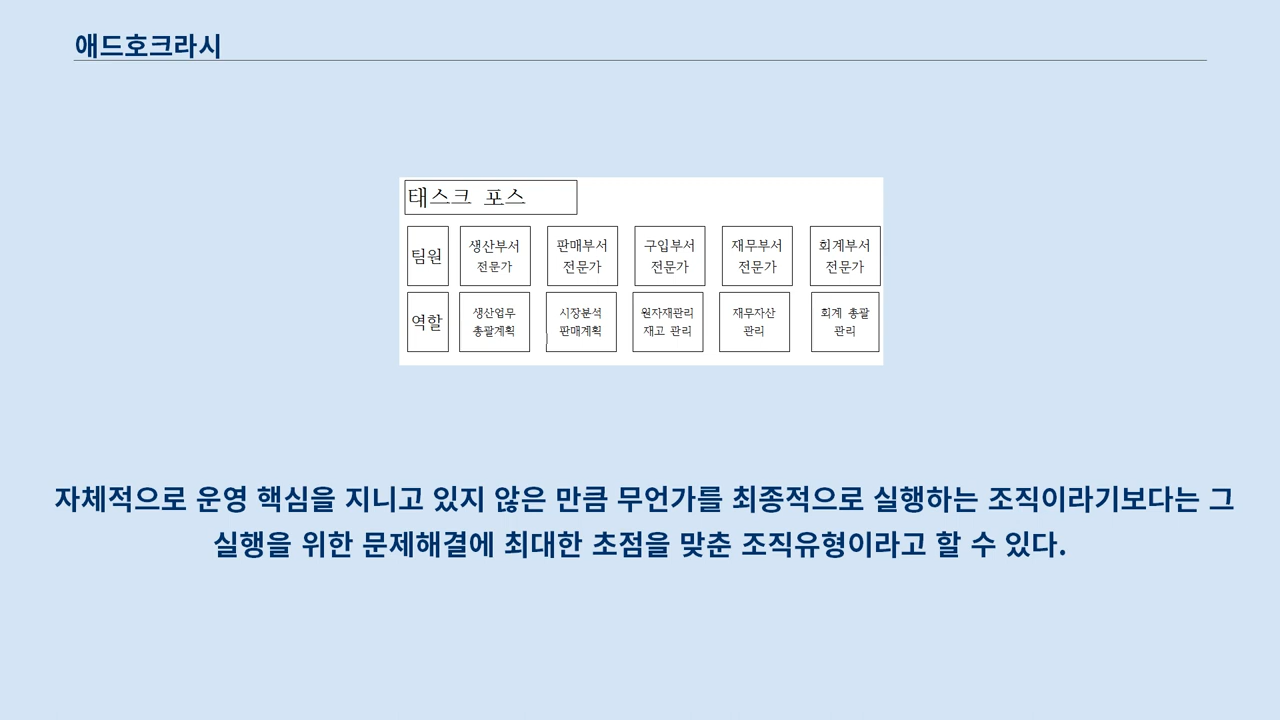 애드호크라시
태스크 포스
팀원
생산부서
전문가
판매부서
전문가
구입부서
전문가
재무부서
전문가
회계부서
전문가
역할
생산업무
총괄계획
시장분석
판매계획
원자재관리
재고 관리
재무자산
관리
회계 총괄
관리
자체적으로 운영 핵심을 지니고 있지 않은 만큼 무언가를 최종적으로 실행하는 조직이라기보다는 그
실행을 위한 문제해결에 최대한 초점을 맞춘 조직유형이라고 할 수 있다.